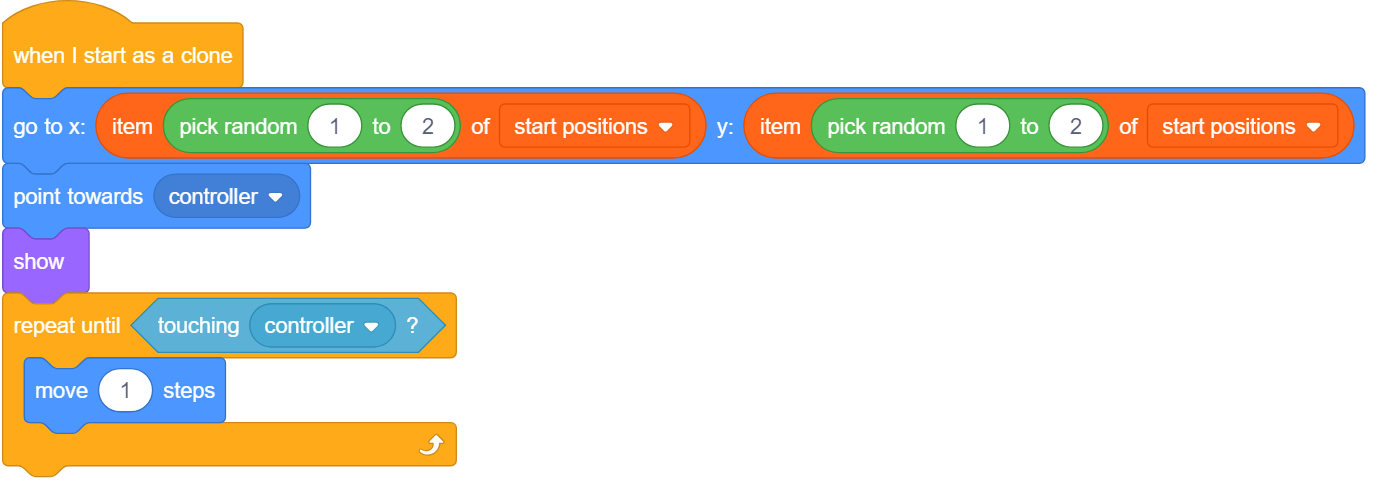 when I start as a clone
go to x: item pick random 1 to 2 of start positions y: item pick random 1 to 2 of start positions
point towards controller
show
repeat until touching controller ?
move 1 steps